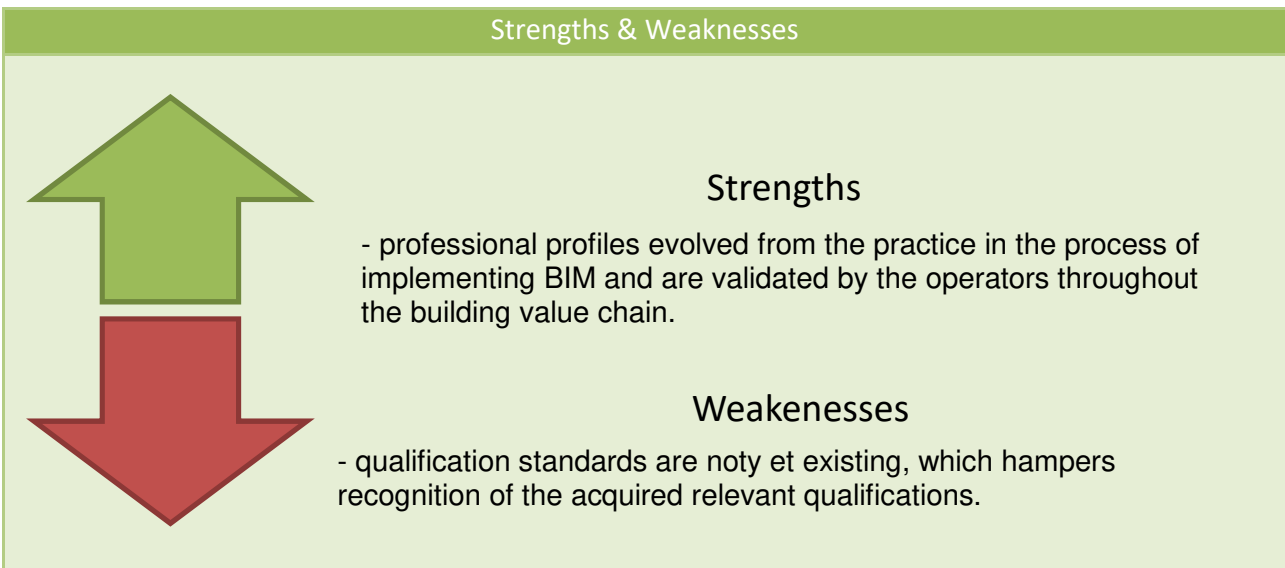 Strengths & Weaknesses
Strengths
- professional profiles evolved from the practice in the process of
implementing BIM and are validated by the operators throughout
the building value chain.
Weakenesses
- qualification standards are noty et existing, which hampers
recognition of the acquired relevant qualifications.